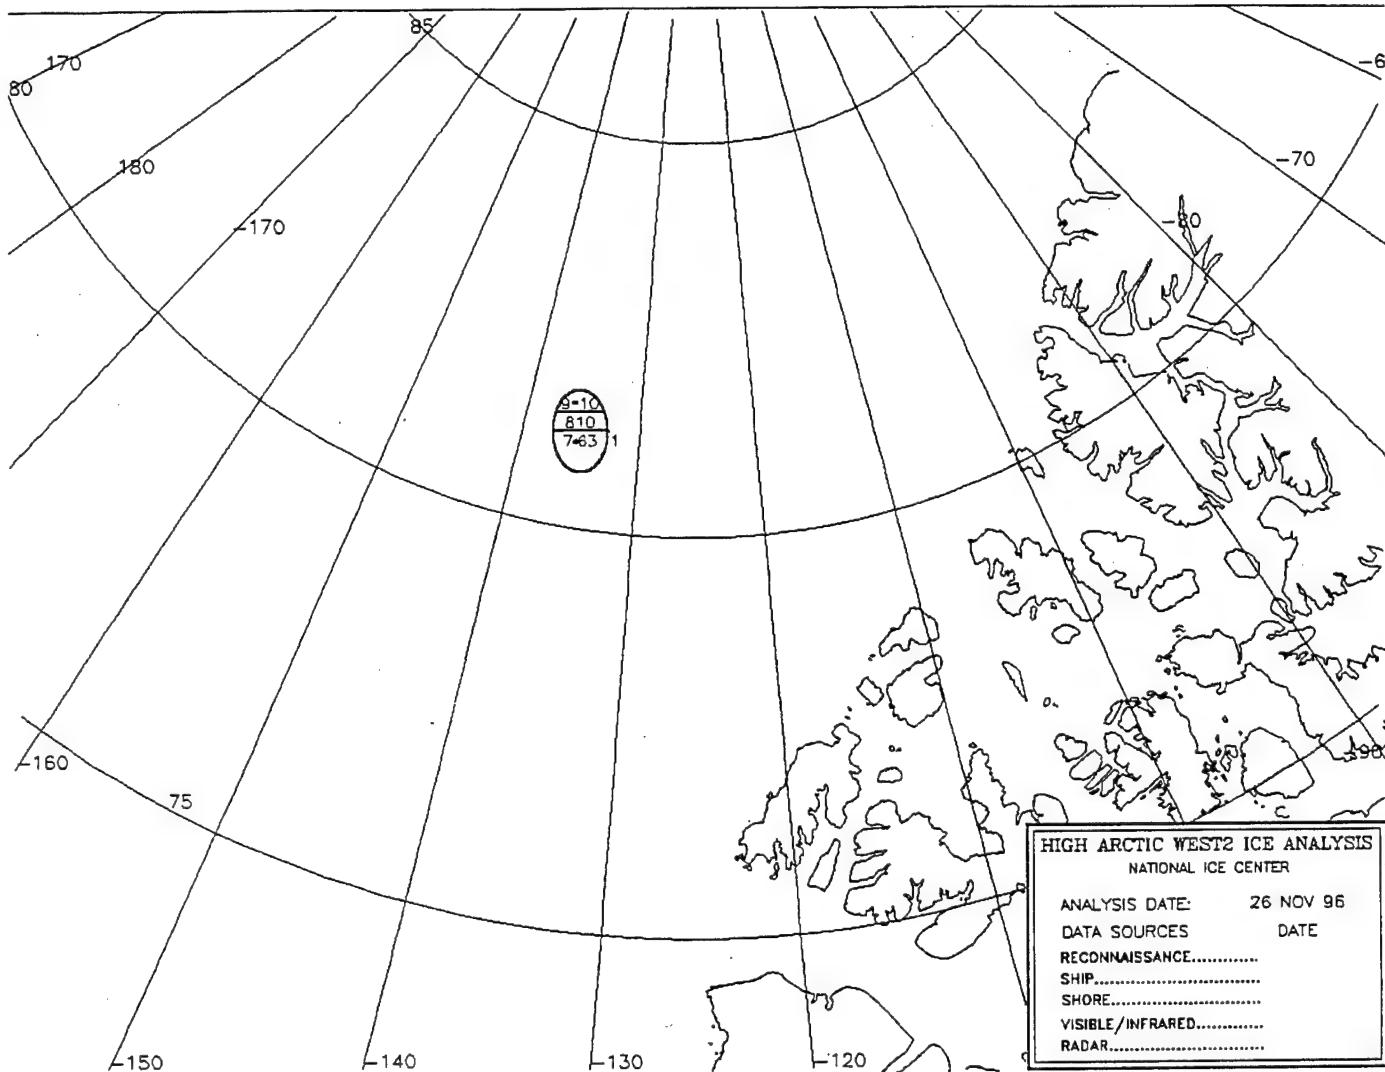 85
170
80
-6
180
-70
-170
-80
9-10
810
7•63 1
-160
75
-90
HIGH ARCTIC WEST2 ICE ANALYSIS
NATIONAL ICE CENTER
ANALYSIS DATE: 26 NOV 96
DATA SOURCES DATE
RECONNAISSANCE.............
SHIP..............................
SHORE...........................
VISIBLE/INFRARED............
RADAR...........................
-150
-140
-130
-120